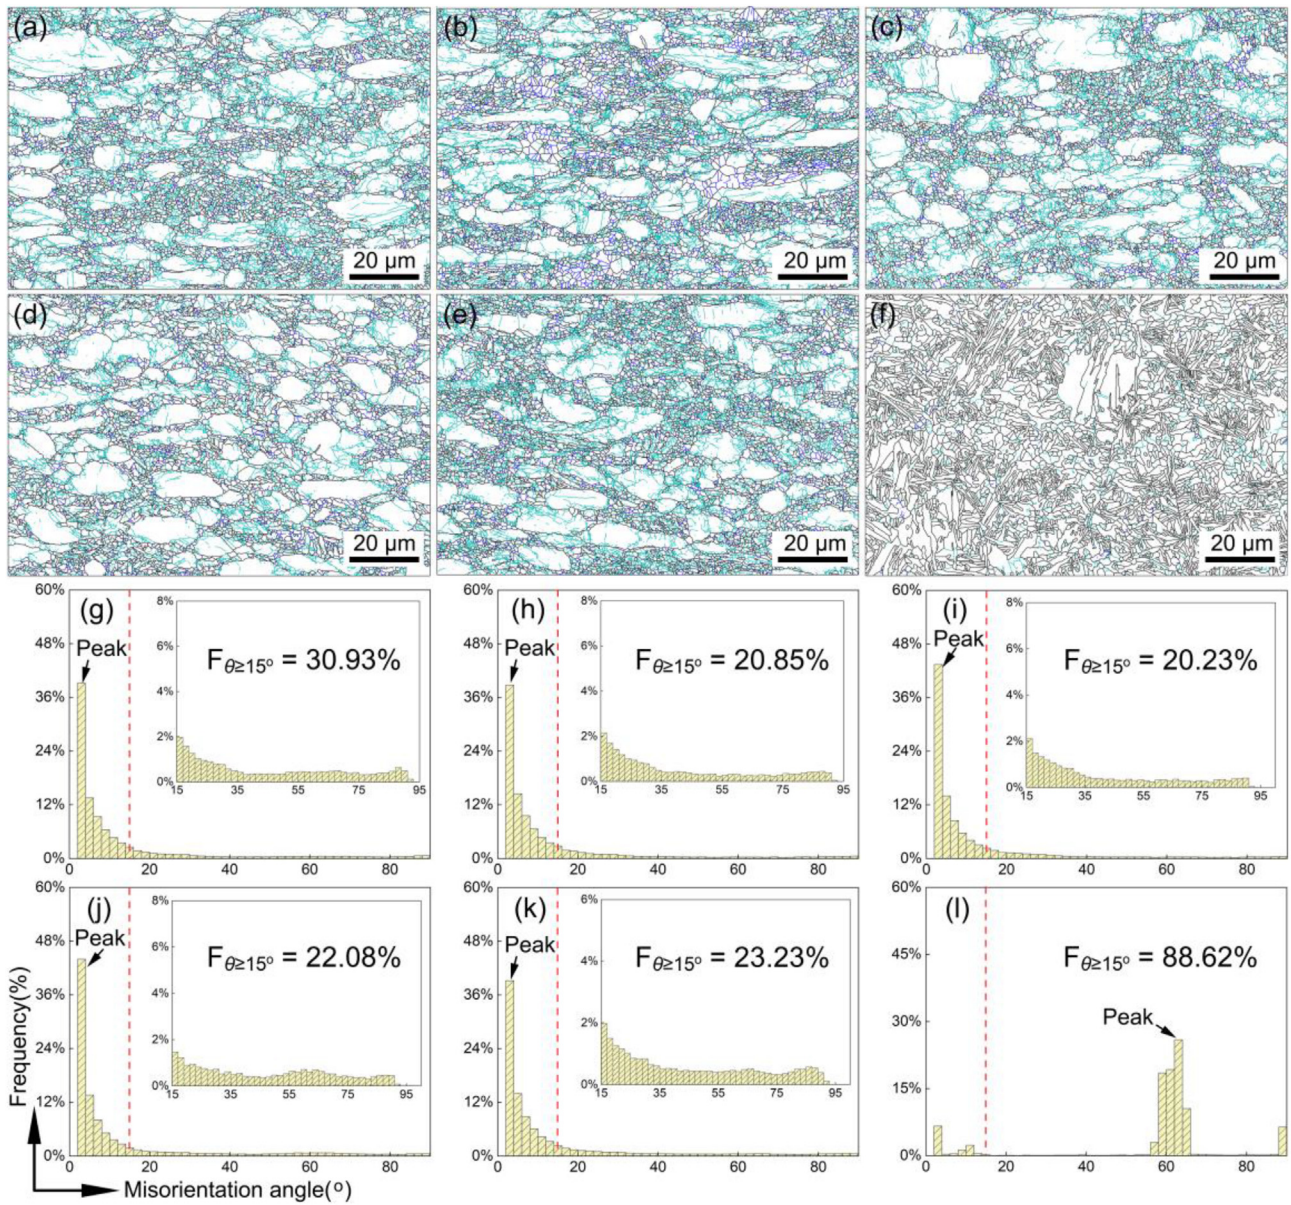 (a) (b) (c)
20 µm 20 µm 20 µm
(d) (e) (f)
20 µm 20 µm 20 µm
60% 60% 60%
(g) 8% (h) 8% (i) 8%
48% Peak 6% 48% Peak 6% 48% Peak 6%
Fθ≥15º = 30.93% Fθ≥15º = 20.85% Fθ≥15º = 20.23%
36% 4% 36% 4% 36% 4%
24% 2% 24% 2% 24% 2%
0% 0% 0%
15 35 55 75 95 15 35 55 75 95 15 35 55 75 95
12% 12% 12%
0% 0% 0%
0 20 40 60 80 0 20 40 60 80 0 20 40 60 80
60% 60% 60%
(j) 8% (k) 6% (l)
48% Peak 6% 48% Peak 45%
Fθ≥15º = 22.08% Fθ≥15º = 23.23% Fθ≥15º = 88.62%
36% 4% 36% 4% 30% Peak
24% 2% 24% 2%
0% 0%
15 35 55 75 95 15 35 55 75 95
12% 12% 15%
0% 0% 0%
0 20 40 60 80 0 20 40 60 80 0 20 40 60 80
Frequency(%)
Misorientation angle(º)